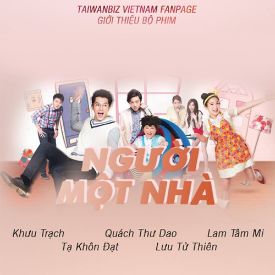 TAIWANBIZ VIETNAM FANPAGE
GIỚI THIỆU BỘ PHIM
NGƯỜI
MỘT NHÀ
Khưu Trạch Quách Thư Dao Lam Tâm Mi
Tạ Khôn Đạt Lưu Tử Thiên